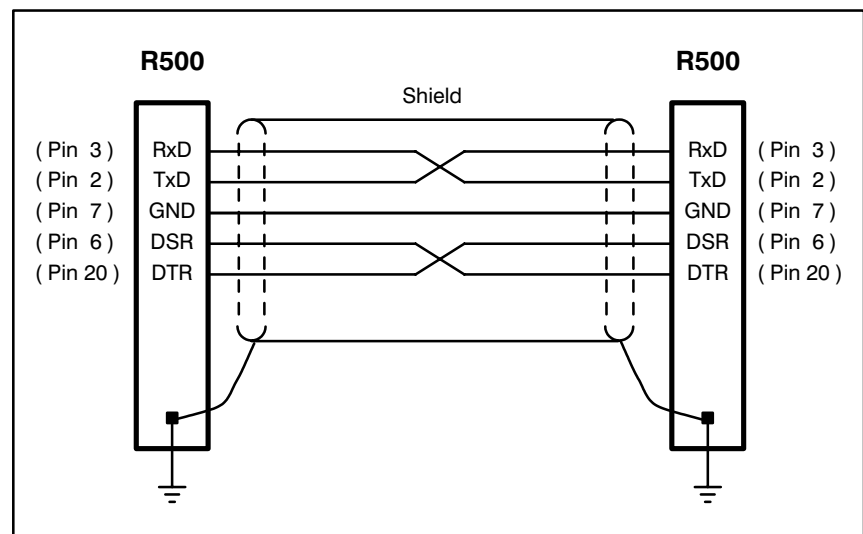 R500 R500
Shield
( Pin 3 ) RxD RxD ( Pin 3 )
( Pin 2 ) TxD TxD ( Pin 2 )
( Pin 7 ) GND GND ( Pin 7 )
( Pin 6 ) DSR DSR ( Pin 6 )
( Pin 20 ) DTR DTR ( Pin 20 )